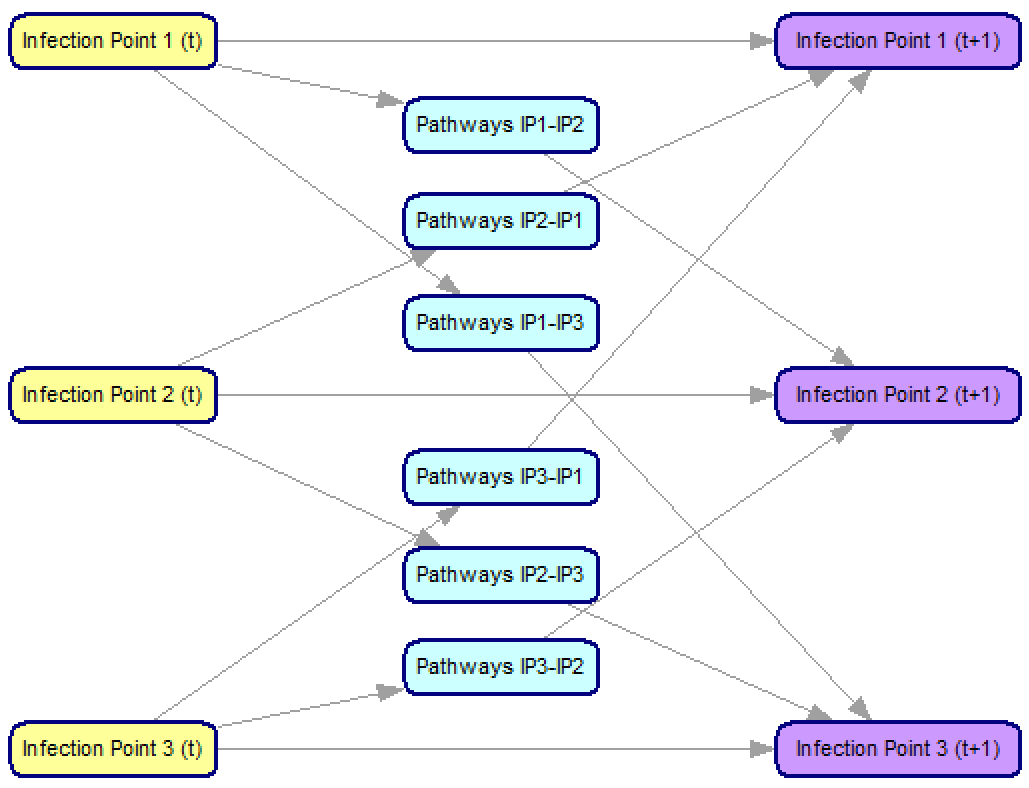 Infection Point 1 (t)
Infection Point 1 (t+1)
Pathways IP1-IP2
Pathways IP2-IP1
Pathways IP1-IP3
Infection Point 2 (t)
Infection Point 2 (t+1)
Pathways IP3-IP1
Pathways IP2-IP3
Pathways IP3-IP2
Infection Point 3 (t)
Infection Point 3 (t+1)